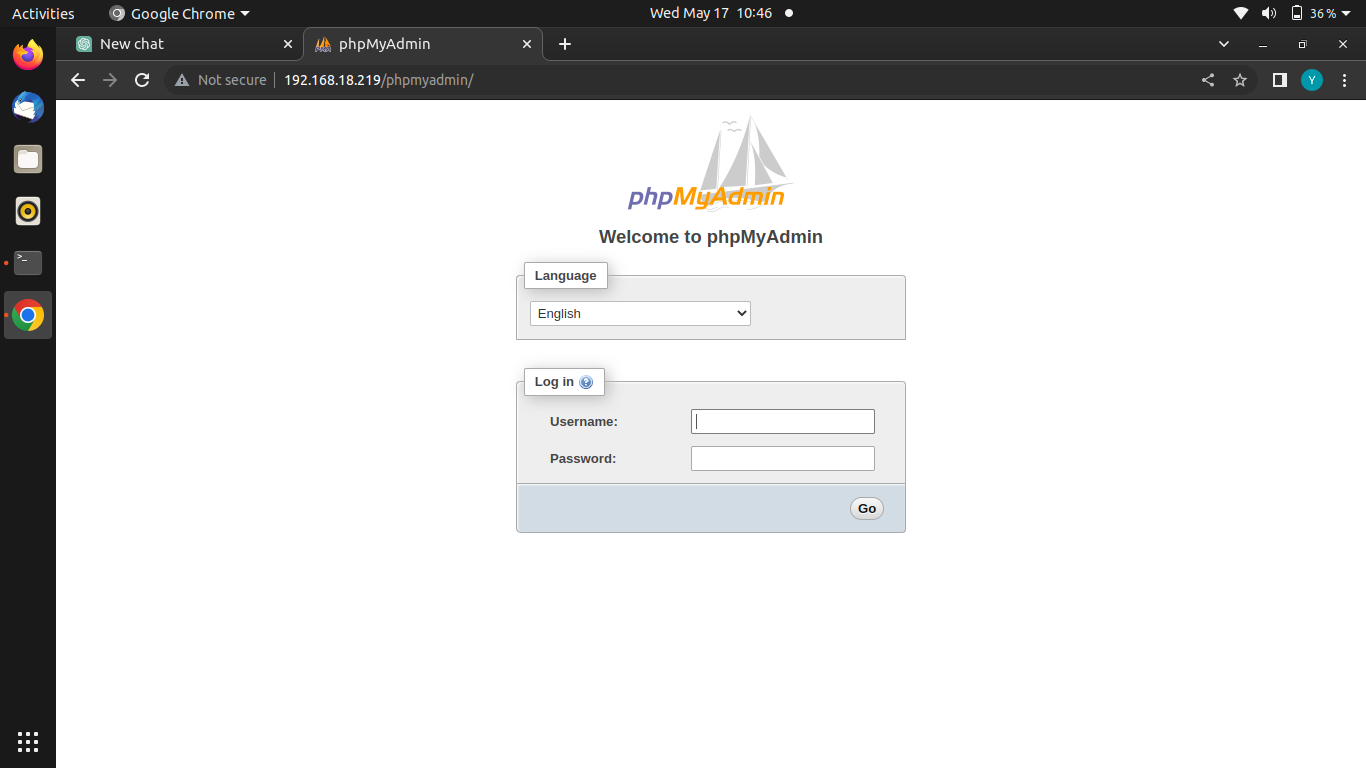 Activities Google Chrome Wed May 17 10:46 36 %
New chat phpMyAdmin
Not secure 192.168.18.219/phpmyadmin/ Y
phpMyAdmin
Welcome to phpMyAdmin
Language
English
Log in
Username:
Password:
Go